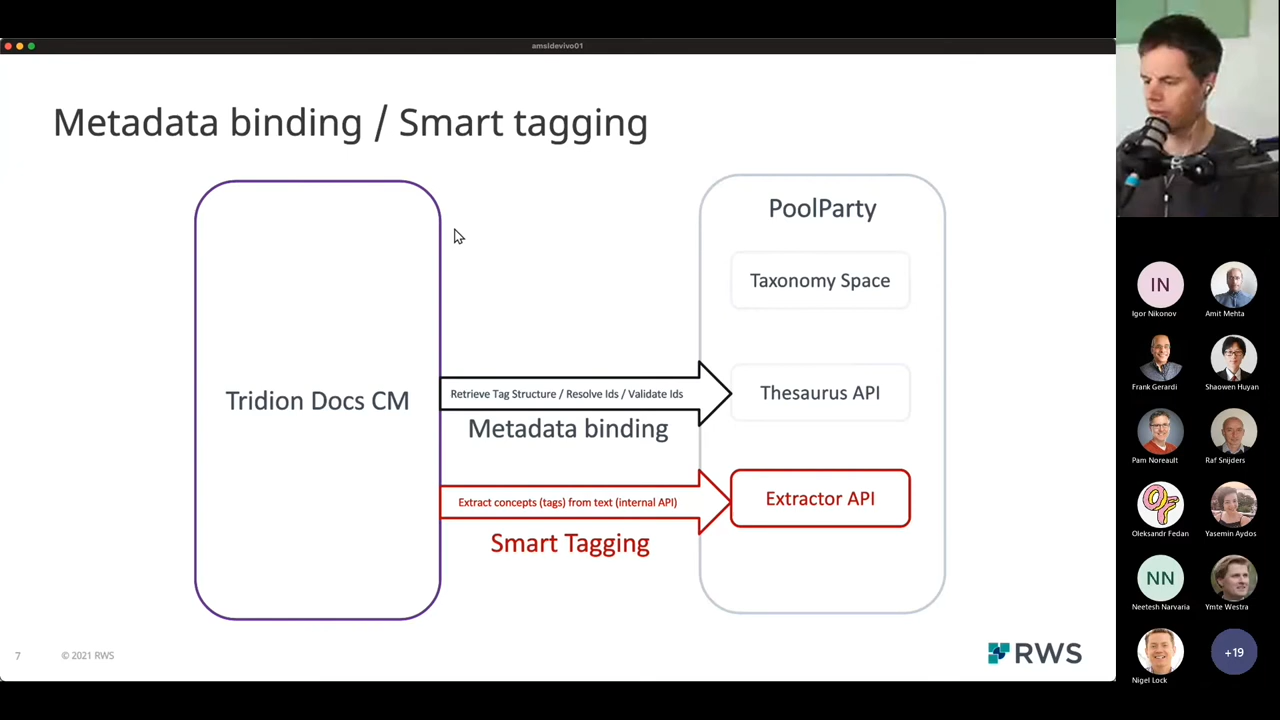 amsldevivo01
Metadata binding / Smart tagging
PoolParty
Taxonomy Space
Tridion Docs CM
Retrieve Tag Structure / Resolve Ids / Validate Ids
Thesaurus API
Metadata binding
Extract concepts (tags) from text (internal API)
Extractor API
Smart Tagging
7
© 2021 RWS
RWS
IN
Igor Nikonov
Amit Mehta
Frank Gerardi
Shaowen Huyan
Pam Noreault
Raf Snijders
Oleksandr Fedan
Yasemin Aydos
NN
Neetesh Narvaria
Ymte Westra
Nigel Lock
+19